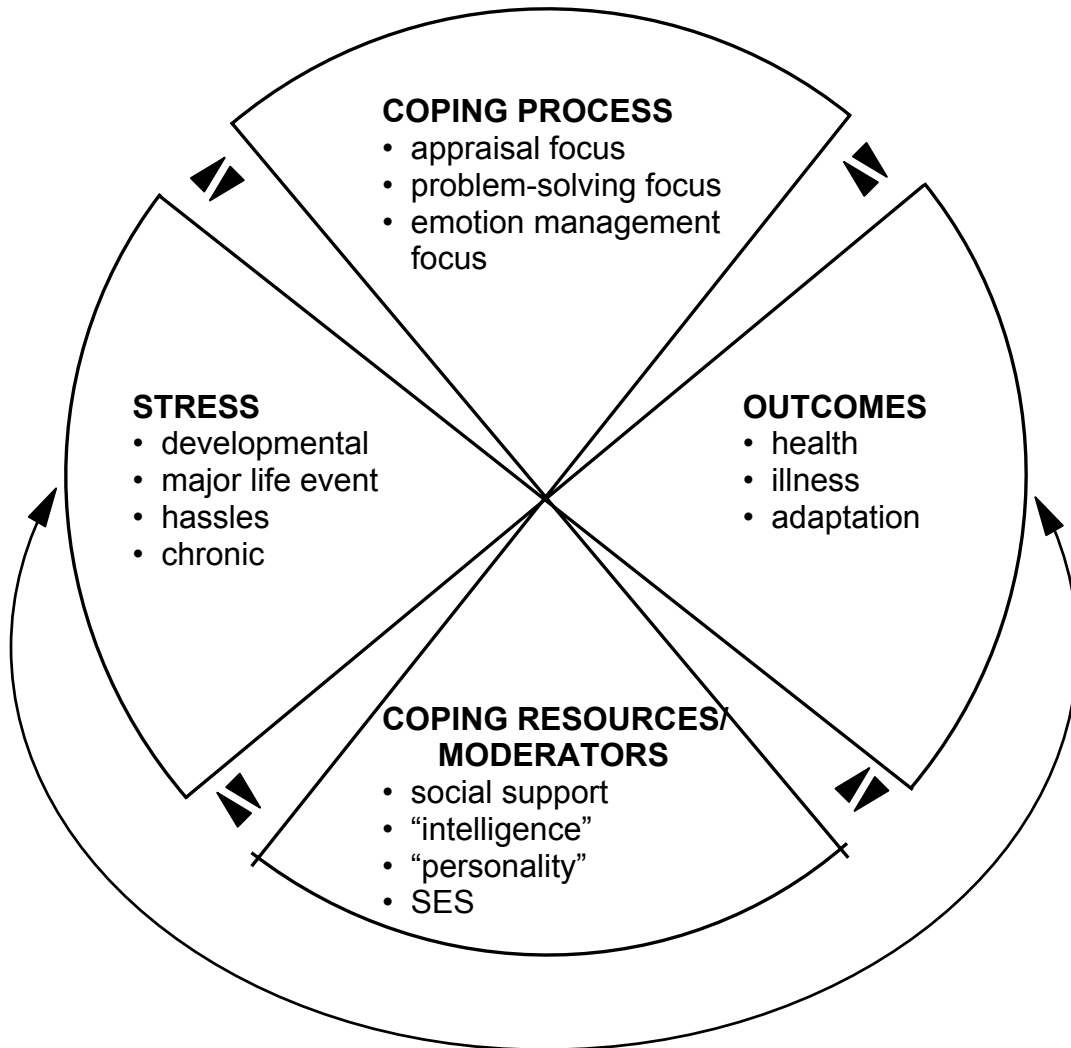 COPING PROCESS
• appraisal focus
• problem-solving focus
• emotion management
focus
STRESS
• developmental
• major life event
• hassles
• chronic
OUTCOMES
• health
• illness
• adaptation
COPING RESOURCES/
MODERATORS
• social support
• “intelligence”
• “personality”
• SES